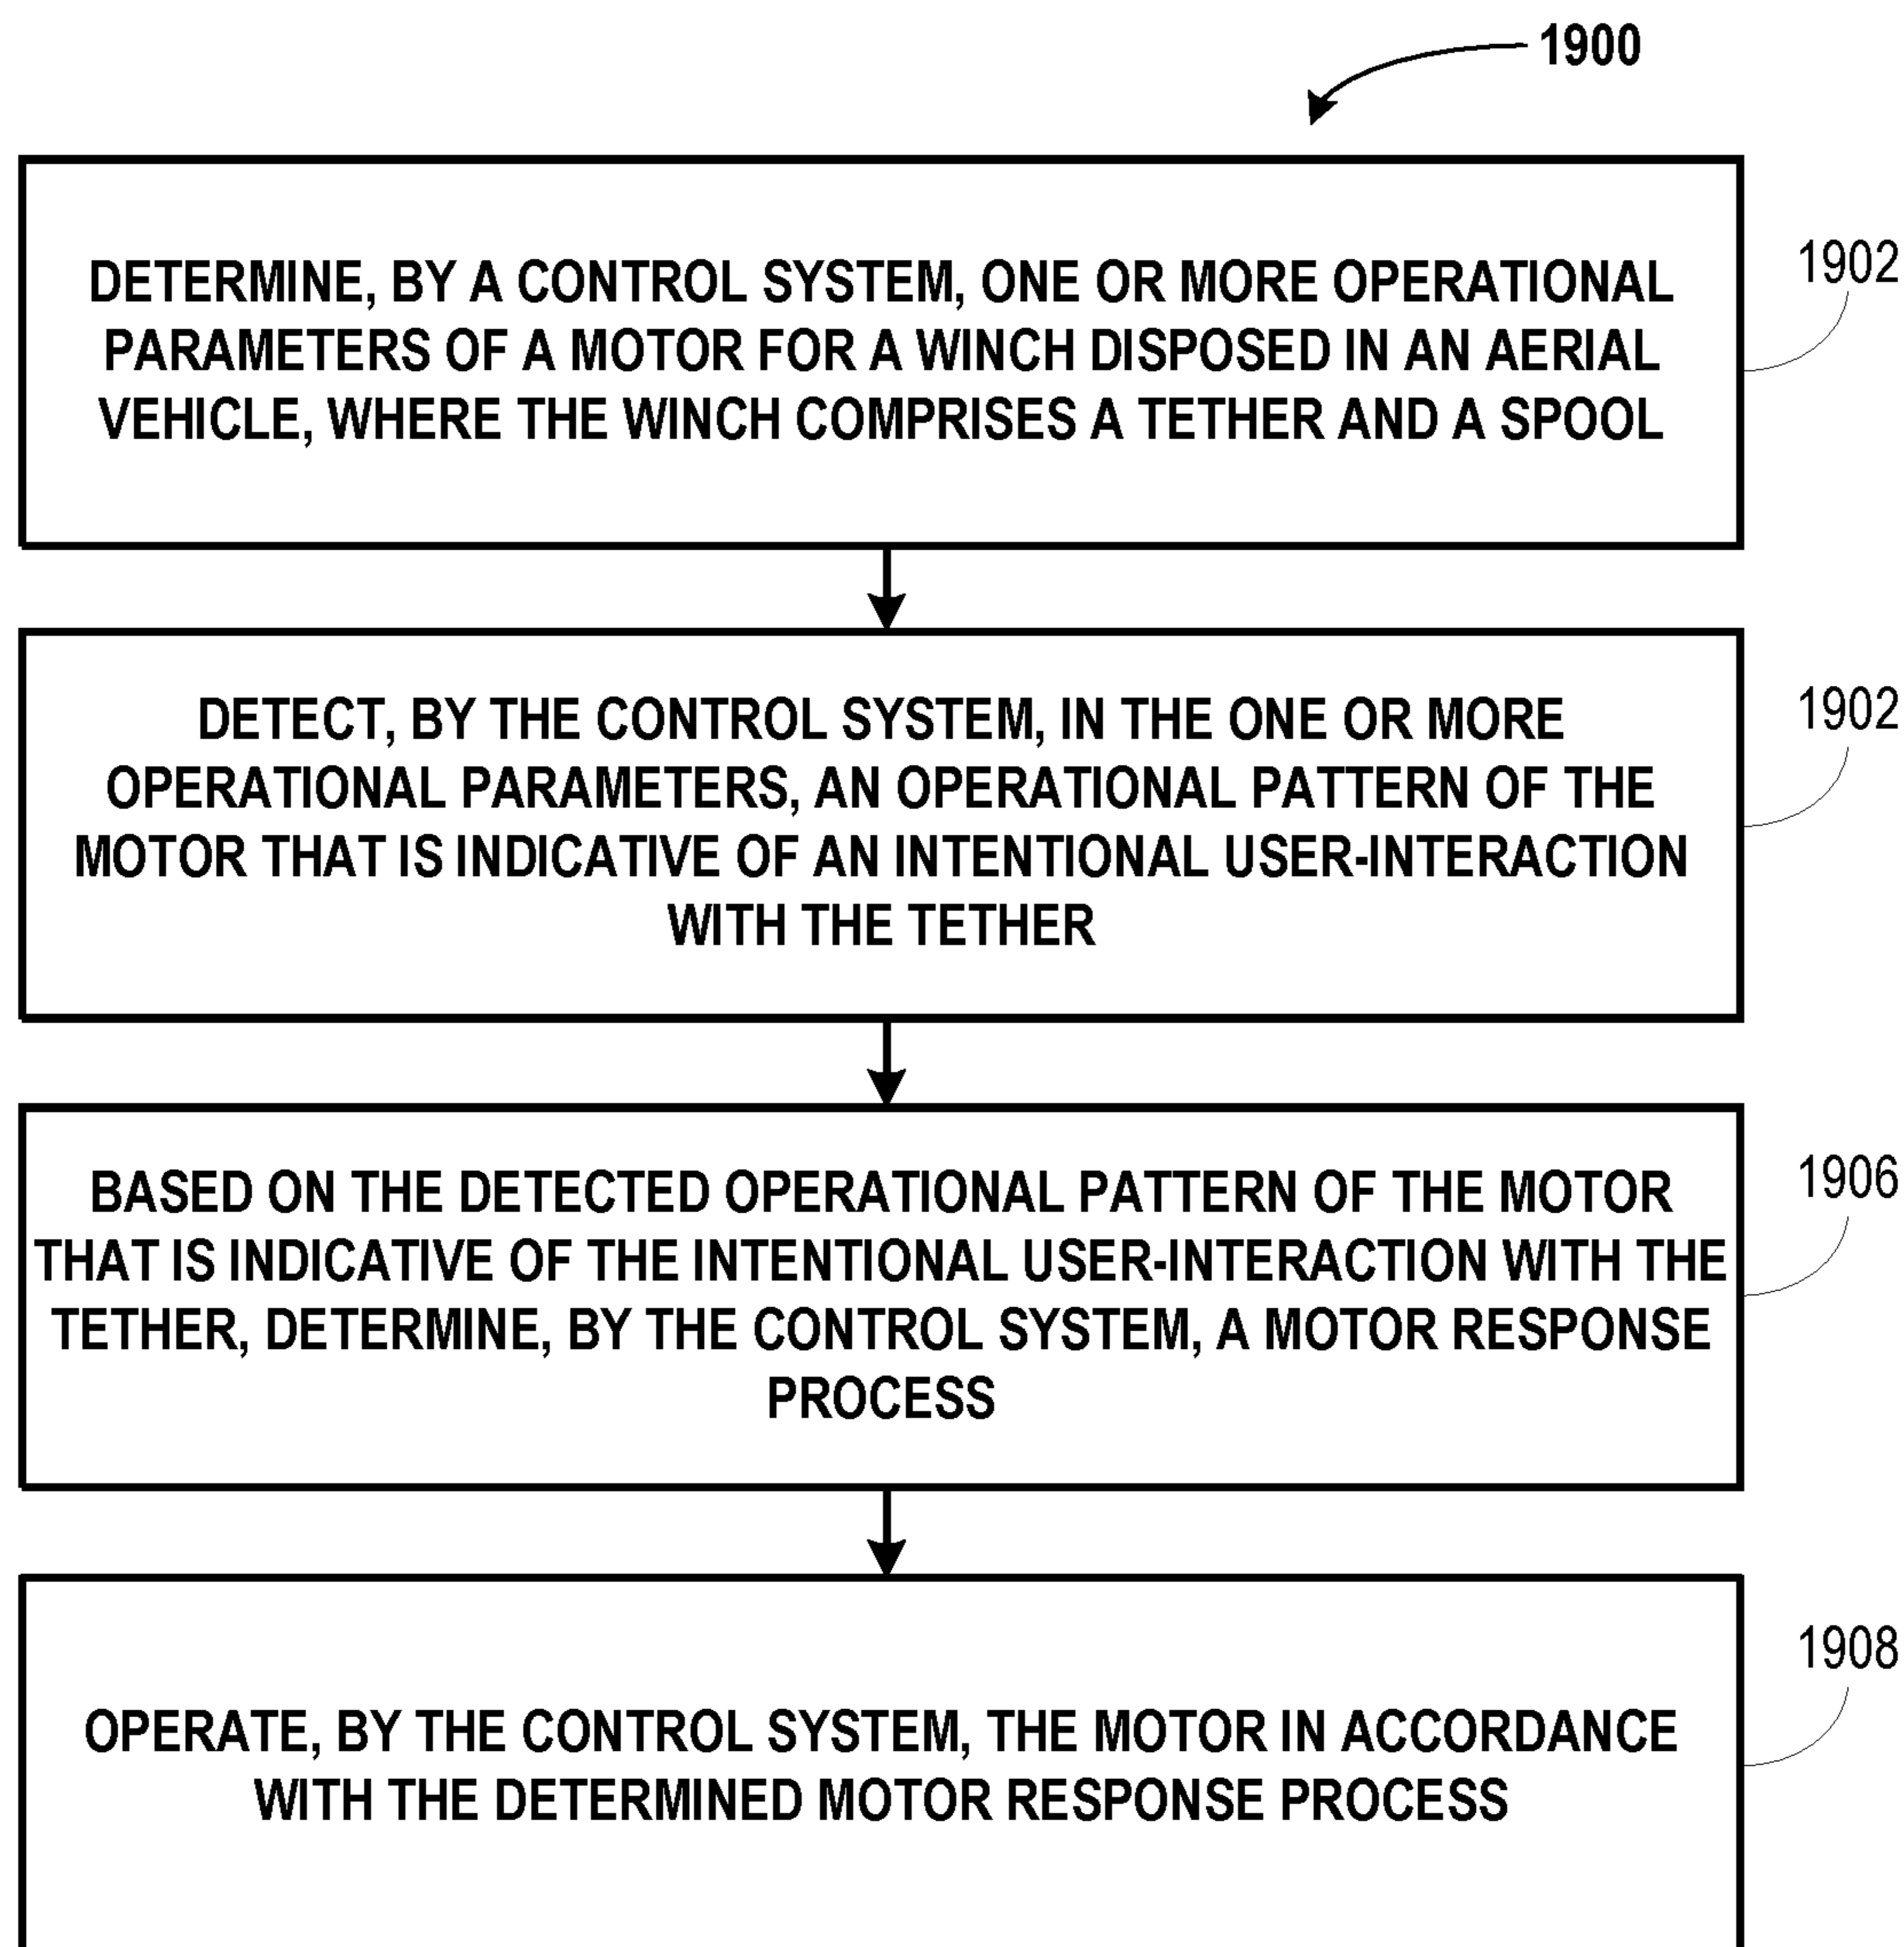 1900
DETERMINE, BY A CONTROL SYSTEM, ONE OR MORE OPERATIONAL
PARAMETERS OF A MOTOR FOR A WINCH DISPOSED IN AN AERIAL
VEHICLE, WHERE THE WINCH COMPRISES A TETHER AND A SPOOL
1902
DETECT, BY THE CONTROL SYSTEM, IN THE ONE OR MORE
OPERATIONAL PARAMETERS, AN OPERATIONAL PATTERN OF THE
MOTOR THAT IS INDICATIVE OF AN INTENTIONAL USER-INTERACTION
WITH THE TETHER
1902
BASED ON THE DETECTED OPERATIONAL PATTERN OF THE MOTOR
THAT IS INDICATIVE OF THE INTENTIONAL USER-INTERACTION WITH THE
TETHER, DETERMINE, BY THE CONTROL SYSTEM, A MOTOR RESPONSE
PROCESS
1906
OPERATE, BY THE CONTROL SYSTEM, THE MOTOR IN ACCORDANCE
WITH THE DETERMINED MOTOR RESPONSE PROCESS
1908